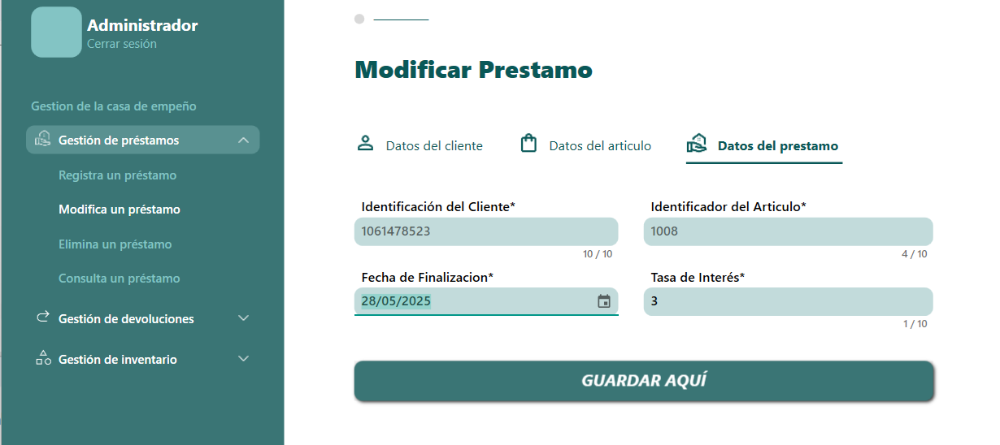 Administrador
Cerrar sesión
Gestion de la casa de empeño
Gestión de préstamos
Registra un préstamo
Modifica un préstamo
Elimina un préstamo
Consulta un préstamo
Gestión de devoluciones
Gestión de inventario
Modificar Prestamo
Datos del cliente
Datos del articulo
Datos del prestamo
Identificación del Cliente*
1061478523
10 / 10
Identificador del Articulo*
1008
4 / 10
Fecha de Finalizacion*
28/05/2025
Tasa de Interés*
3
1 / 10
GUARDAR AQUÍ